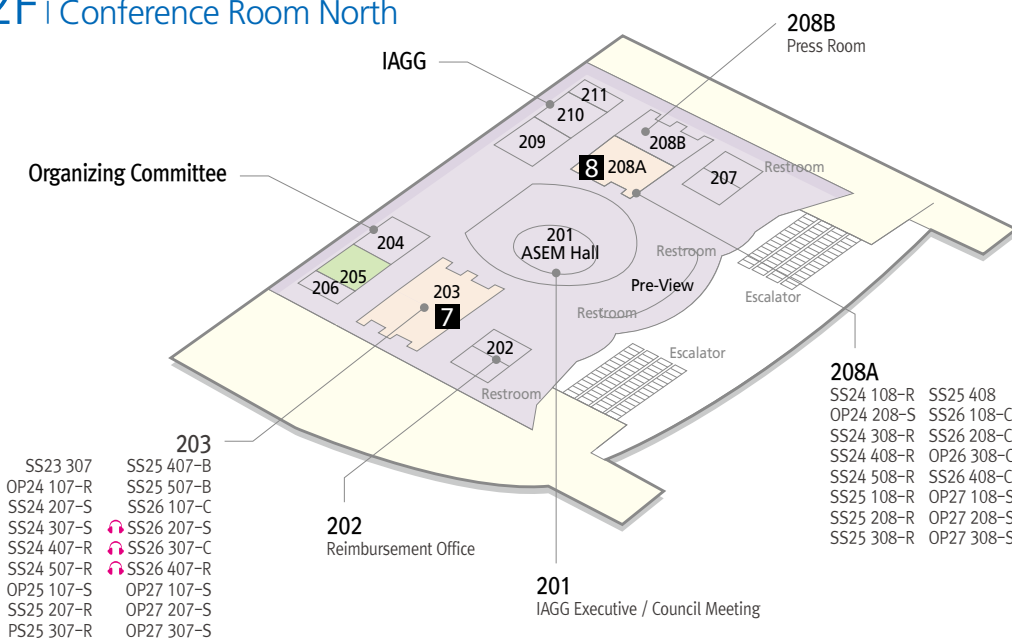 2F | Conference Room North
208B
Press Room
IAGG
211
210
209
208B
8 208A
207
Restroom
Organizing Committee
204
205
206
201
ASEM Hall
Restroom
Pre-View
Restroom
Escalator
203
7
202
Escalator
Restroom
208A
SS24 108-R SS25 408
OP24 208-S SS26 108-C
SS24 308-R SS26 208-C
SS24 408-R OP26 308-C
SS24 508-R SS26 408-C
SS25 108-R OP27 108-S
SS25 208-R OP27 208-S
SS25 308-R OP27 308-S
203
SS23 307 SS25 407-B
OP24 107-R SS25 507-B
SS24 207-S SS26 107-C
SS24 307-S SS26 207-S
SS24 407-R SS26 307-C
SS24 507-R SS26 407-R
OP25 107-S OP27 107-S
SS25 207-R OP27 207-S
PS25 307-R OP27 307-S
202
Reimbursement Office
201
IAGG Executive / Council Meeting